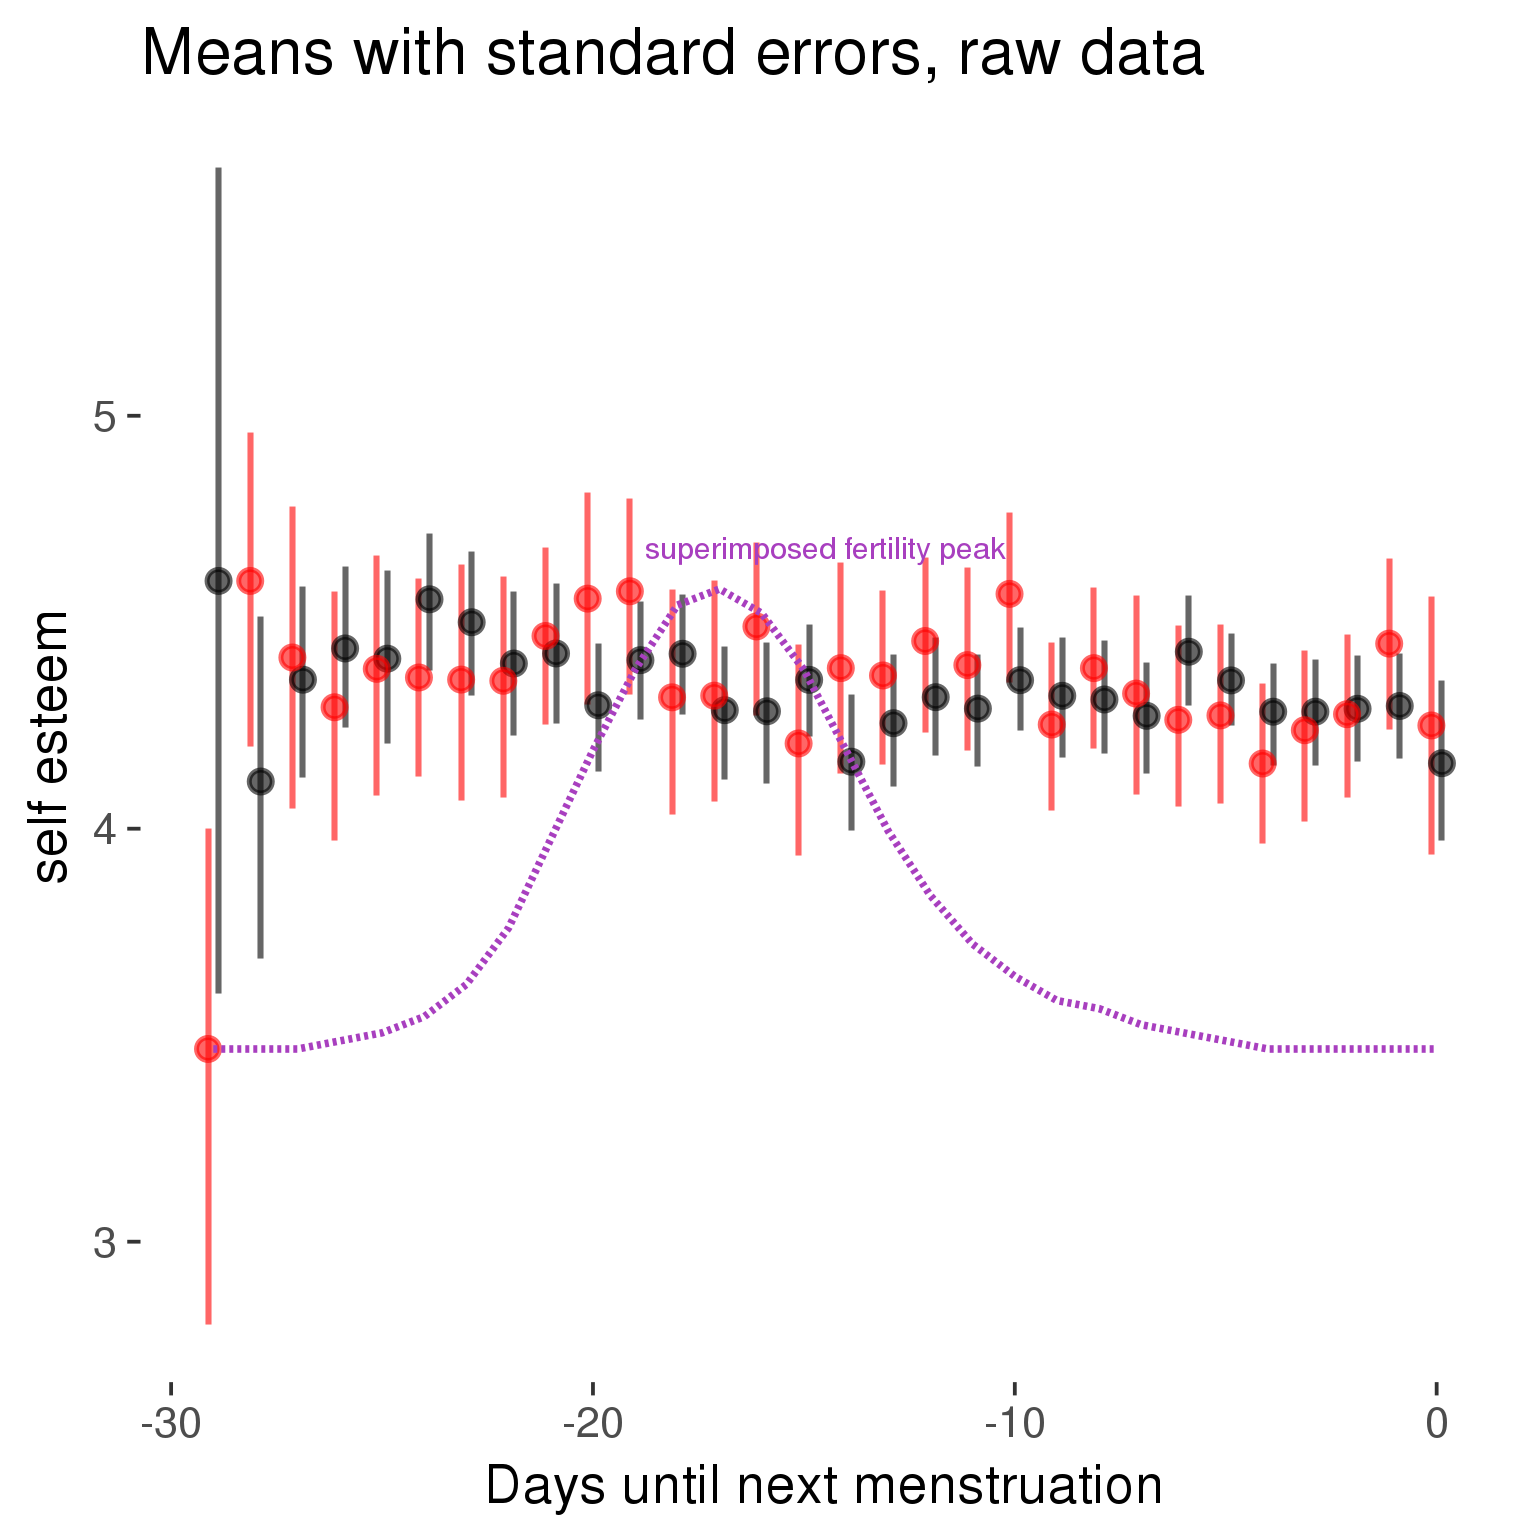 Means with standard errors, raw data
superimposed fertility peak
self esteem
5
4
3
-30
-20
-10
0
Days until next menstruation